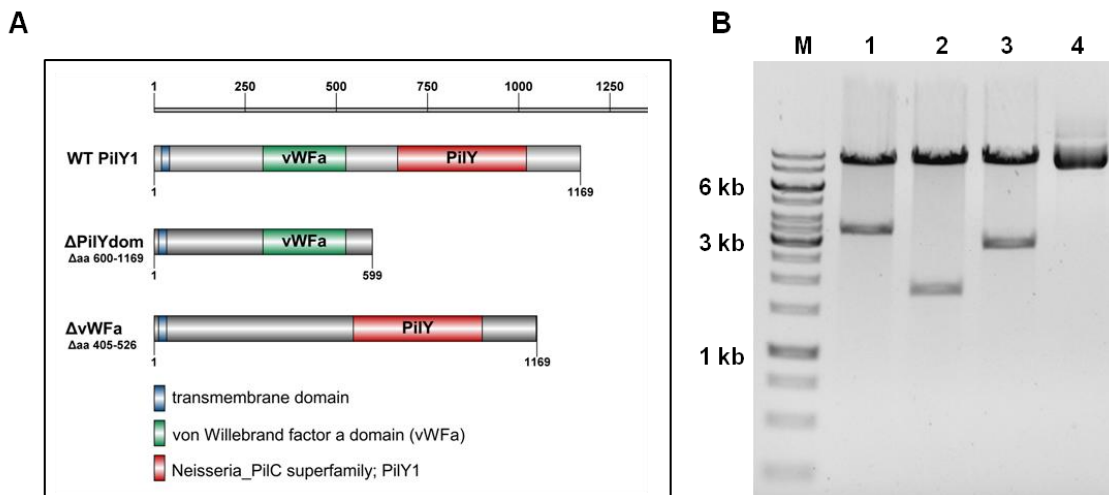 A
1 250 500 750 1000 1250
WT PilY1
vWFa PilY
1 1169
ΔPilYdom
Δaa 600-1169
vWFa
1 599
ΔvWFa
Δaa 405-526
PilY
1 1169
transmembrane domain
von Willebrand factor a domain (vWFa)
Neisseria_PilC superfamily; PilY1
B
M 1 2 3 4
6 kb
3 kb
1 kb